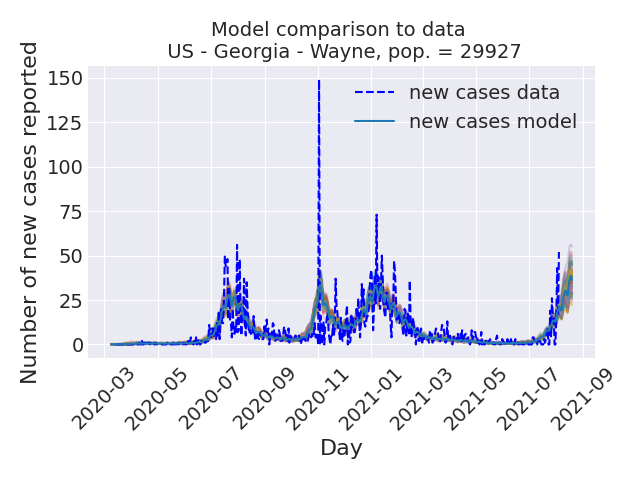 Model comparison to data
US - Georgia - Wayne, pop. = 29927
Number of new cases reported
150
125
100
75
50
25
0
new cases data
new cases model
2020-03
2020-05
2020-07
2020-09
2020-11
2021-01
2021-03
2021-05
2021-07
2021-09
Day